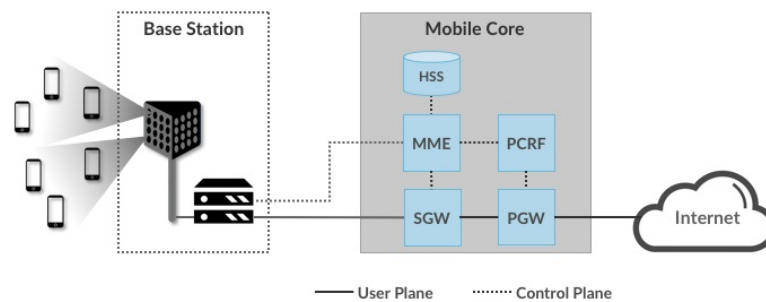 Base Station
Mobile Core
HSS
MME
PCRF
SGW
PGW
Internet
User Plane
Control Plane